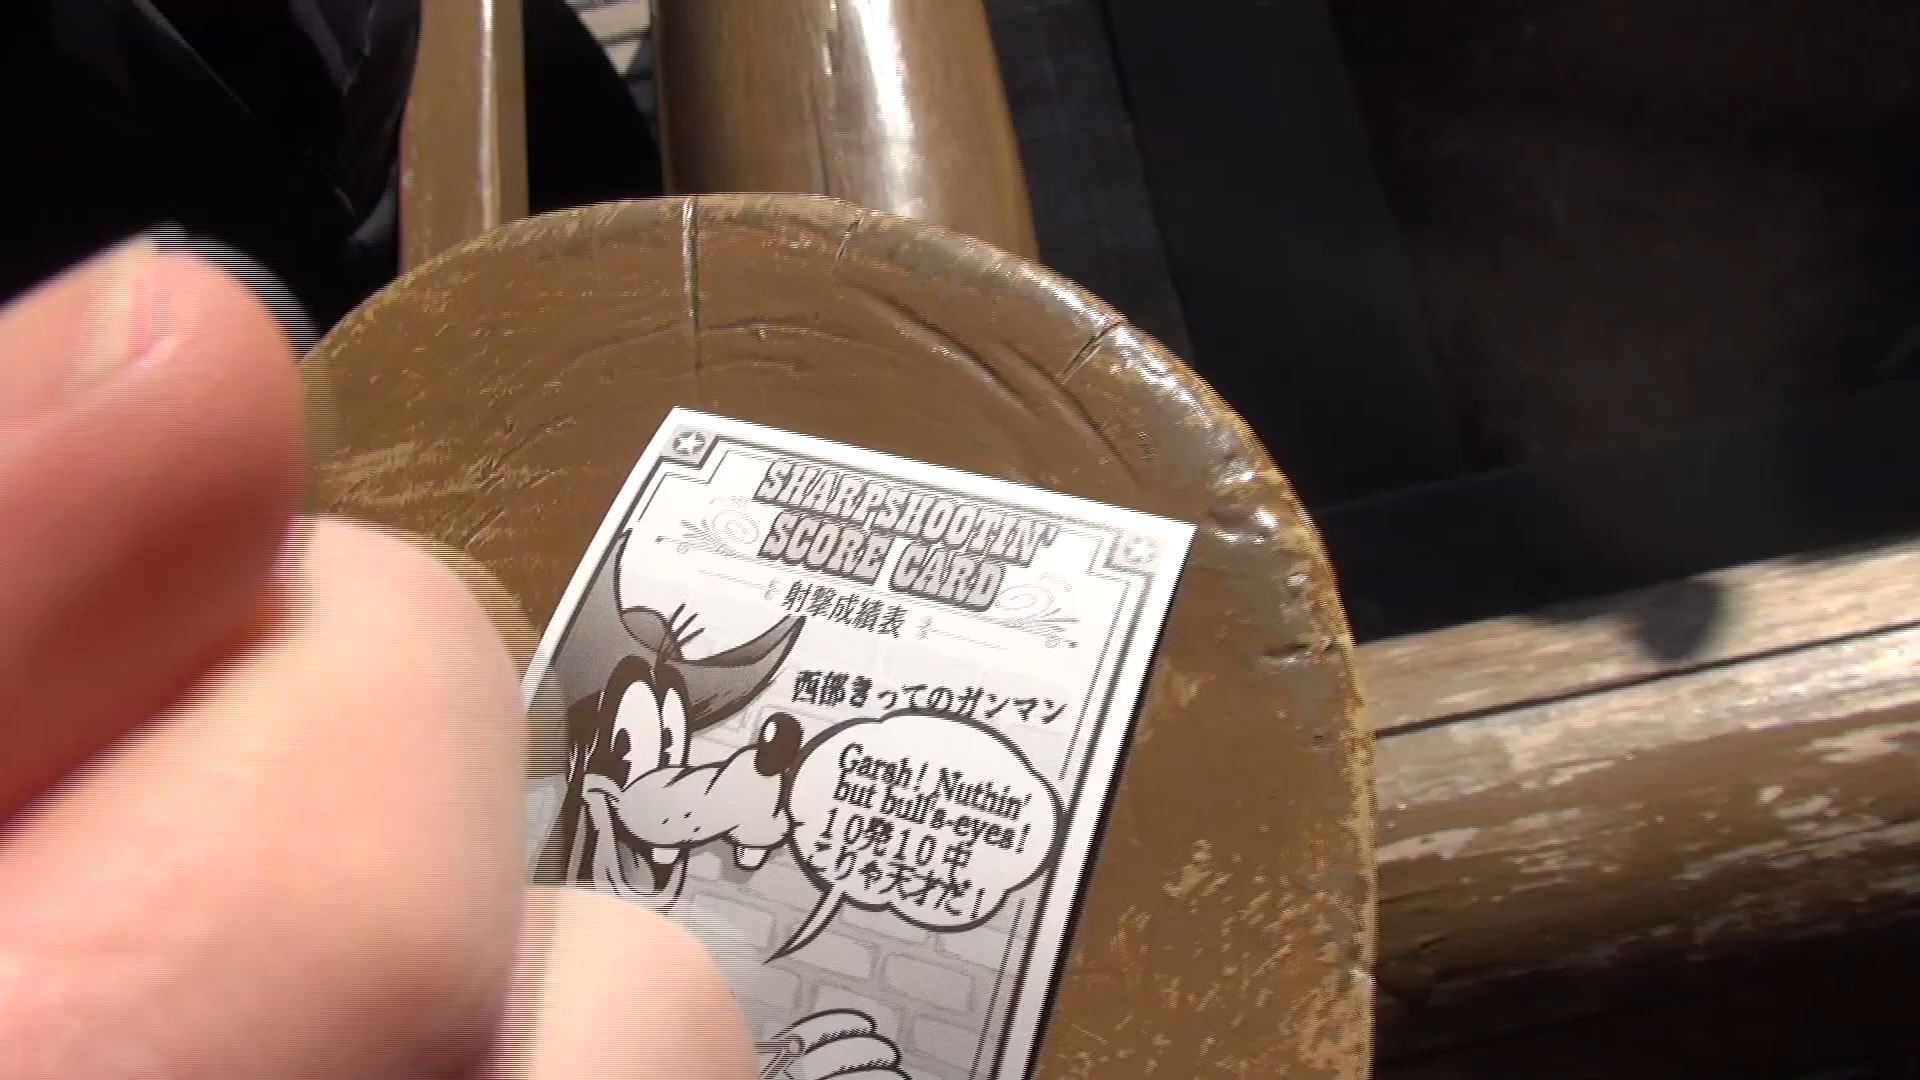 SHARPSHOOTIN'
SCORE CARD
射撃成績表
西部きってのガンマン
Garsh! Nuthin'
but bull's-eyes!
10発10中
こりゃ天才だ!